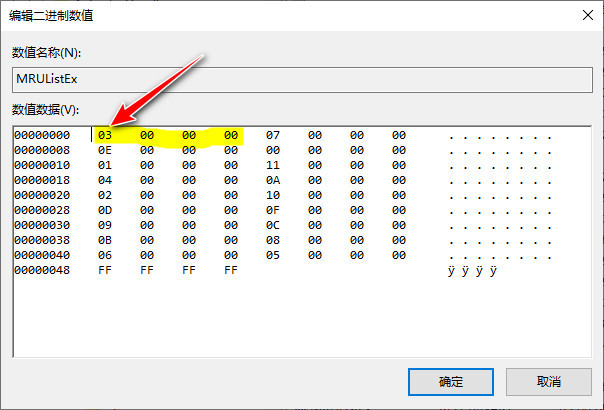 编辑二进制数值
数值名称(N):
MRUListEx
数值数据(V):
00000000 03 00 00 00 07 00 00 00 . . . . . . . .
00000008 0E 00 00 00 00 00 00 00 . . . . . . . .
00000010 01 00 00 00 11 00 00 00 . . . . . . . .
00000018 04 00 00 00 0A 00 00 00 . . . . . . . .
00000020 02 00 00 00 10 00 00 00 . . . . . . . .
00000028 0D 00 00 00 0F 00 00 00 . . . . . . . .
00000030 09 00 00 00 0C 00 00 00 . . . . . . . .
00000038 0B 00 00 00 08 00 00 00 . . . . . . . .
00000040 06 00 00 00 05 00 00 00 . . . . . . . .
00000048 FF FF FF FF ÿ ÿ ÿ ÿ
确定 取消